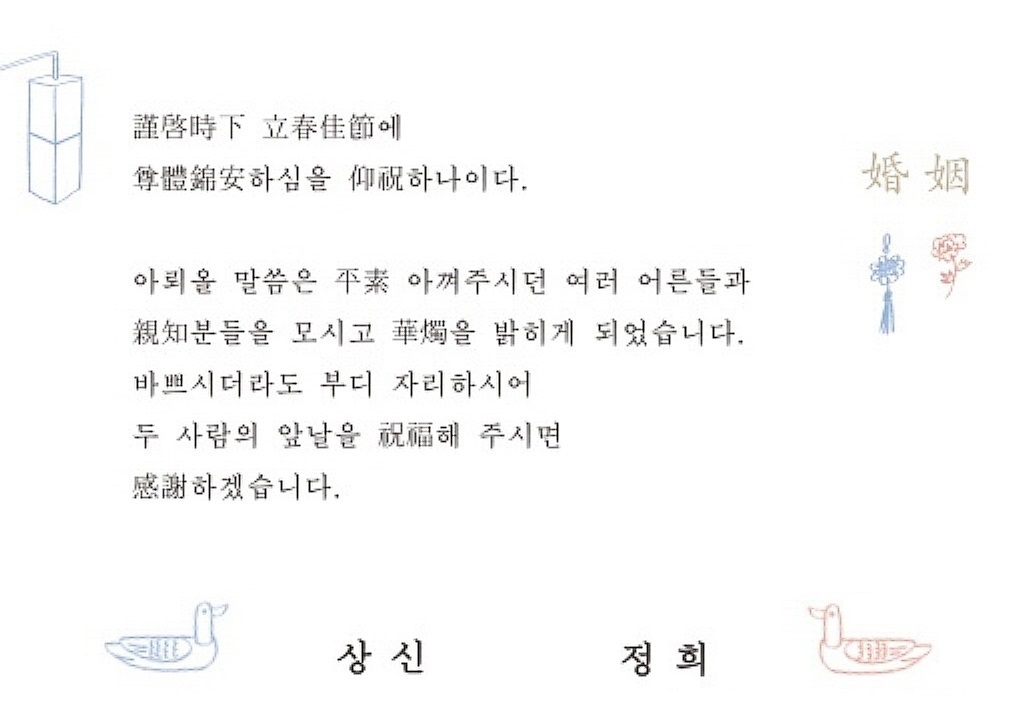 謹啓時下 立春佳節에
尊體錦安하심을 仰祝하나이다.
아뢰올 말씀은 平素 아껴주시던 여러 어른들과
親知분들을 모시고 華燭을 밝히게 되었습니다.
바쁘시더라도 부디 자리하시어
두 사람의 앞날을 祝福해 주시면
感謝하겠습니다.
婚姻
상신 정희